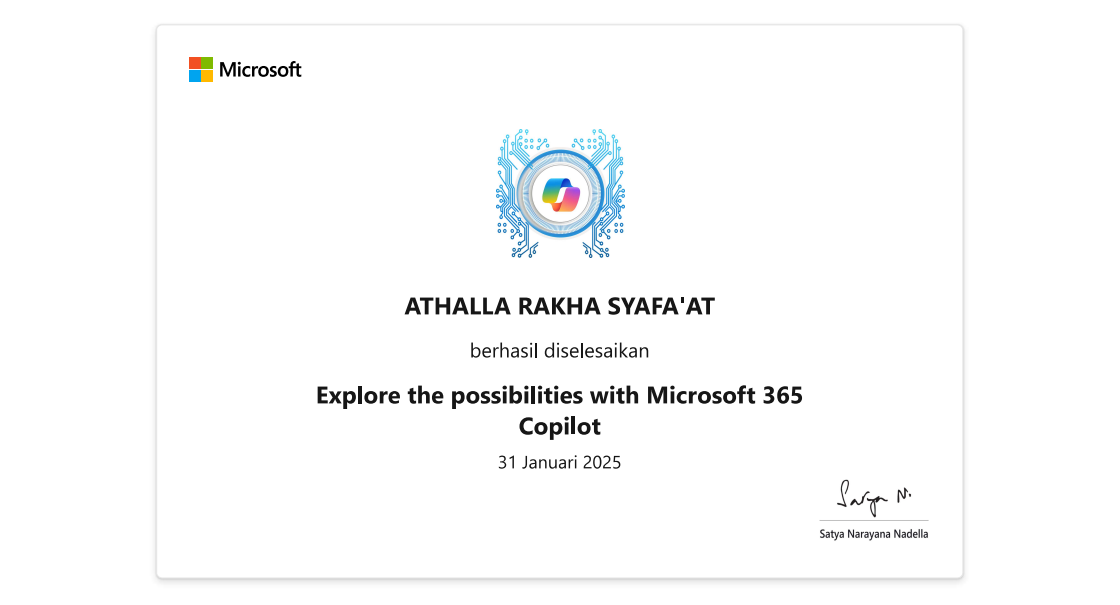 Microsoft
ATHALLA RAKHA SYAFA'AT
berhasil diselesaikan
Explore the possibilities with Microsoft 365
Copilot
31 Januari 2025
Satya N.
Satya Narayana Nadella